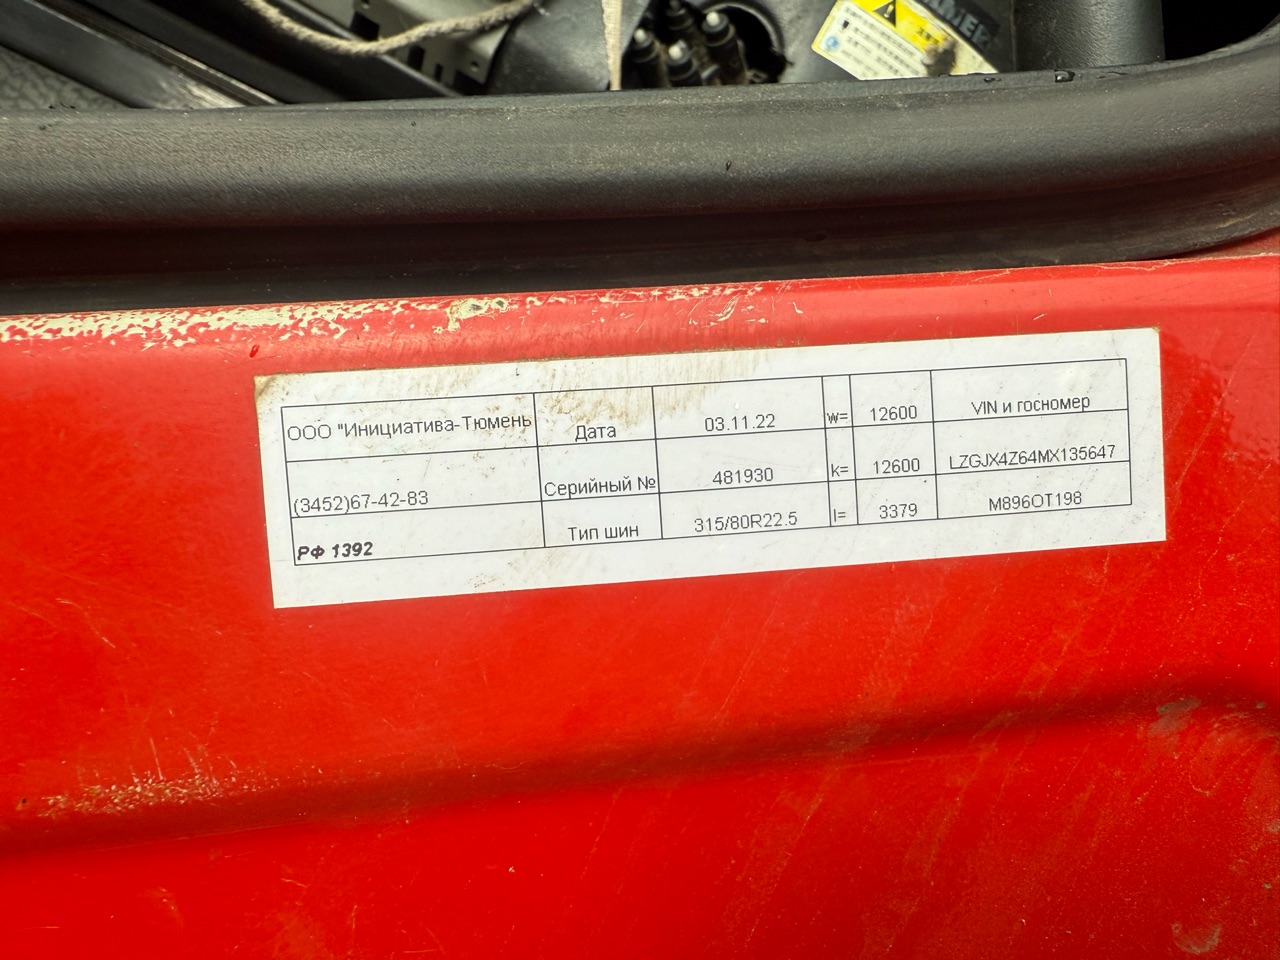 ООО "Инициатива-Тюмень Дата 03.11.22 w= 12600 VIN и госномер
(3452)67-42-83 Серийный № 481930 k= 12600 LZGJX4Z64MX135647
РФ 1392 Тип шин 315/80R22.5 l= 3379 М896ОТ198